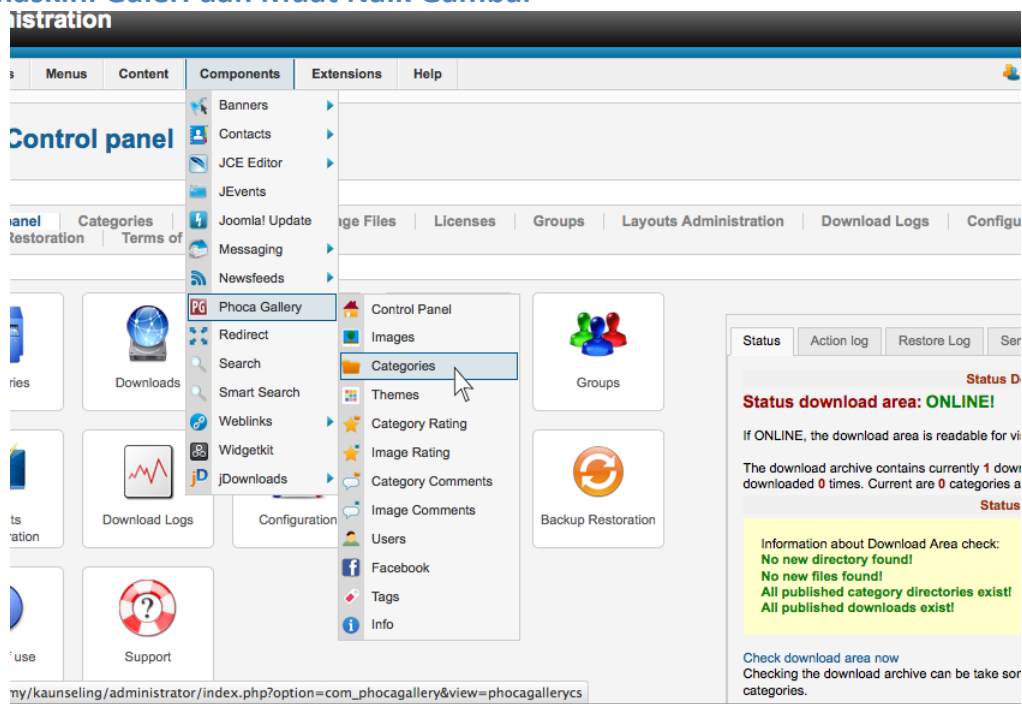 Galeri dan Muat Naik Gambar
istration
Menus Content Components Extensions Help
Control panel
Banners
Contacts
JCE Editor
JEvents
Joomla! Update
Messaging
Newsfeeds
Phoca Gallery
Redirect
Search
Smart Search
Weblinks
Widgetkit
jDownloads
Categories
Files Licenses Groups Layouts Administration Download Logs
Restoration Terms of
Control Panel
Images
Categories
Themes
Category Rating
Image Rating
Category Comments
Image Comments
Users
Facebook
Tags
Info
Downloads
Groups
Download Logs
Configuration
Backup Restoration
use
Support
Status Action log Restore Log
Status
Status download area: ONLINE!
If ONLINE, the download area is readable for
The download archive contains currently 1
downloaded 0 times. Current are 0 categories
Status
Information about Download Area check:
No new directory found!
No new files found!
All published category directories exist!
All published downloads exist!
Check download area now
Checking the download archive can be take
categories.
my/kaunseling/administrator/index.php?option=com_phocagallery&view=phocagallerycs